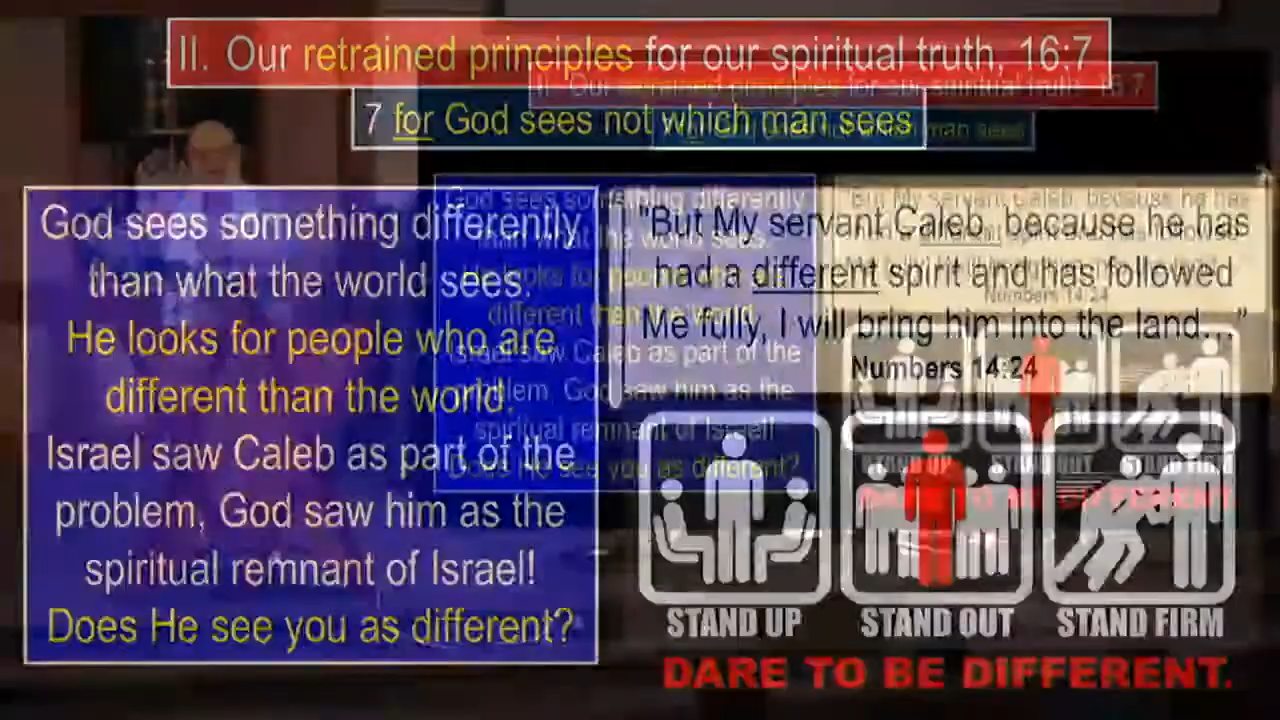 II. Our retrained principles for our spiritual truth, 16:7
7 for God sees not which man sees
God sees something differently
than what the world sees.
He looks for people who are
different than the world.
Israel saw Caleb as part of the
problem, God saw him as the
spiritual remnant of Israel!
Does He see you as different?
"But My servant Caleb, because he has
had a different spirit and has followed
Me fully, I will bring him into the land..."
Numbers 14:24
STAND UP STAND OUT STAND FIRM
DARE TO BE DIFFERENT.